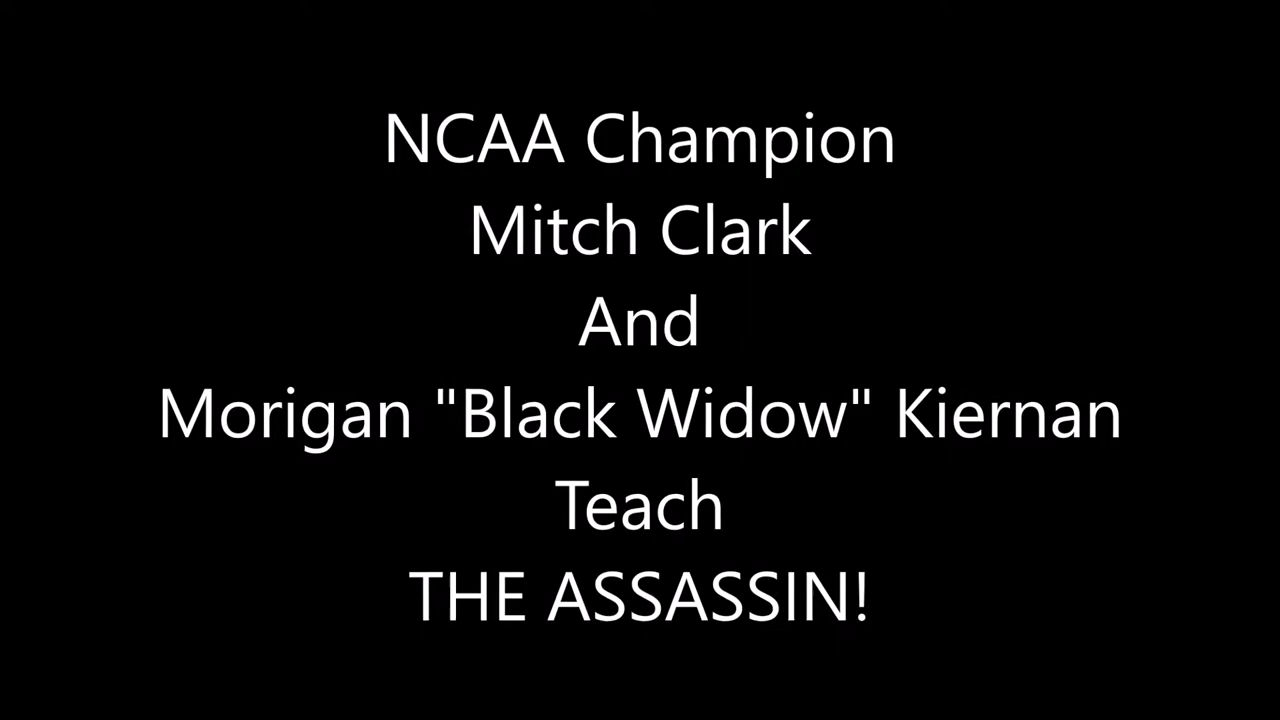 NCAA Champion
Mitch Clark
And
Morigan "Black Widow" Kiernan
Teach
THE ASSASSIN!